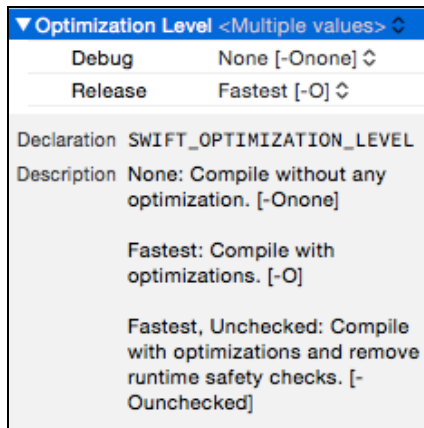 ▼ Optimization Level <Multiple values>
Debug None [-Onone]
Release Fastest [-O]
Declaration SWIFT_OPTIMIZATION_LEVEL
Description None: Compile without any
optimization. [-Onone]
Fastest: Compile with
optimizations. [-O]
Fastest, Unchecked: Compile
with optimizations and remove
runtime safety checks. [-
Ounchecked]